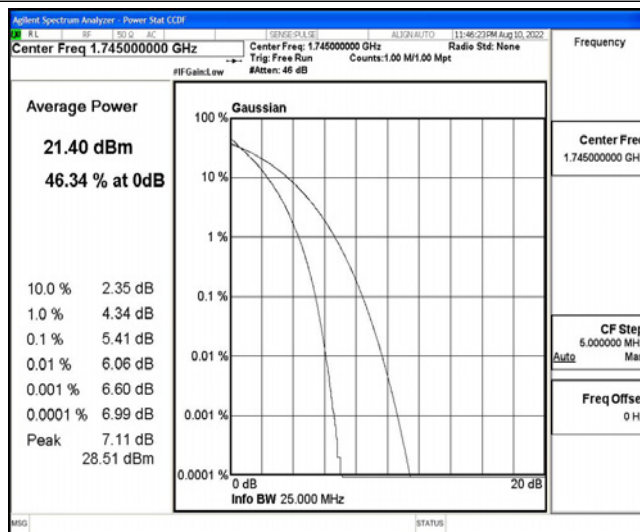 Agilent Spectrum Analyzer - Power Stat CCDF
RL RF 50 Ω AC SENSE:PULSE ALIGN AUTO 11:46:23 PM Aug 10, 2022
Center Freq 1.745000000 GHz
Center Freq: 1.745000000 GHz Radio Std: None
Trig: Free Run Counts:1.00 M/1.00 Mpt
#IFGain:Low #Atten: 46 dB
Frequency
Average Power
21.40 dBm
46.34 % at 0dB
10.0 % 2.35 dB
1.0 % 4.34 dB
0.1 % 5.41 dB
0.01 % 6.06 dB
0.001 % 6.60 dB
0.0001 % 6.99 dB
Peak 7.11 dB
28.51 dBm
Gaussian
100 %
10 %
1 %
0.1 %
0.01 %
0.001 %
0.0001 %
0 dB 20 dB
Info BW 25.000 MHz
Center Fre
1.745000000 GH
CF Step
5.000000 MH
Auto Ma
Freq Offse
0 H
MSG STATUS